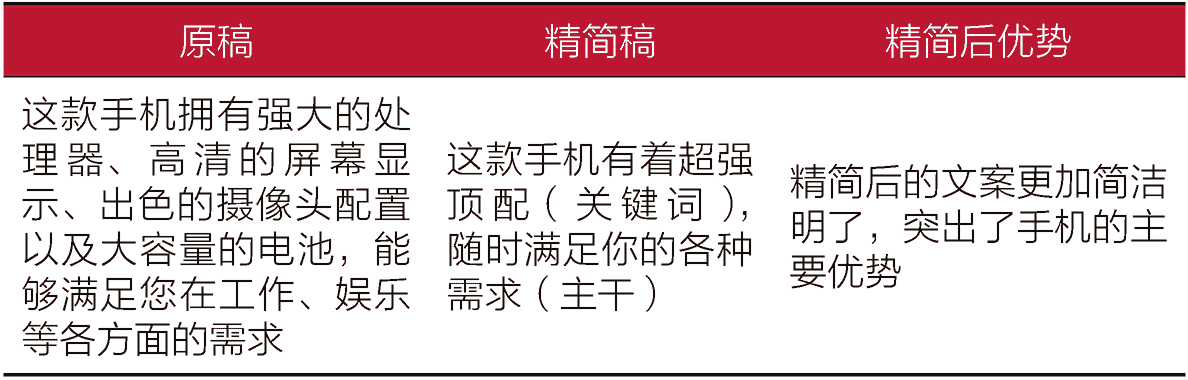 原稿
精简稿
精简后优势
这款手机拥有强大的处
理器、高清的屏幕显
示、出色的摄像头配置
以及大容量的电池，能
够满足您在工作、娱乐
等各方面的需求
这款手机有着超强
顶配（关键词），
随时满足你的各种
需求（主干）
精简后的文案更加简洁
明了，突出了手机的主
要优势